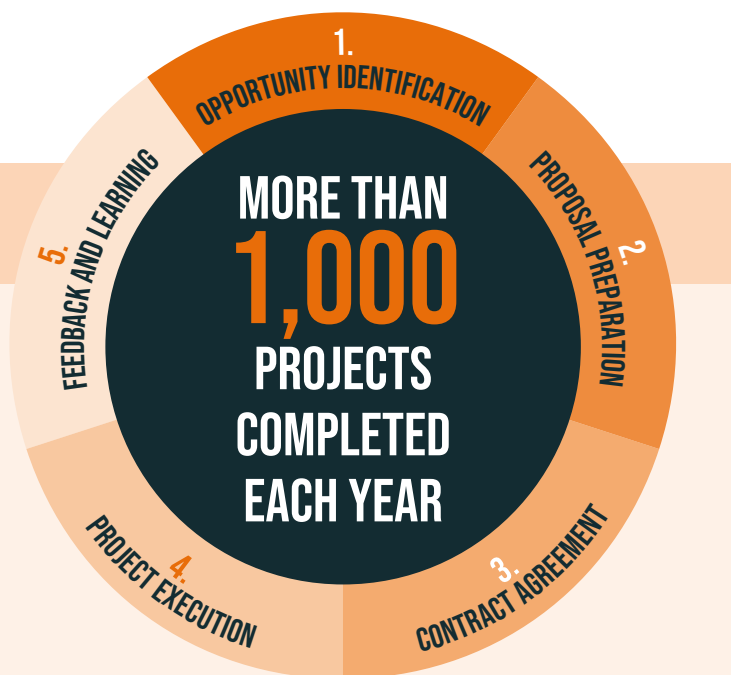 1.
OPPORTUNITY IDENTIFICATION
2.
PROPOSAL PREPARATION
3.
CONTRACT AGREEMENT
4.
PROJECT EXECUTION
5.
FEEDBACK AND LEARNING
MORE THAN
1,000
PROJECTS
COMPLETED
EACH YEAR